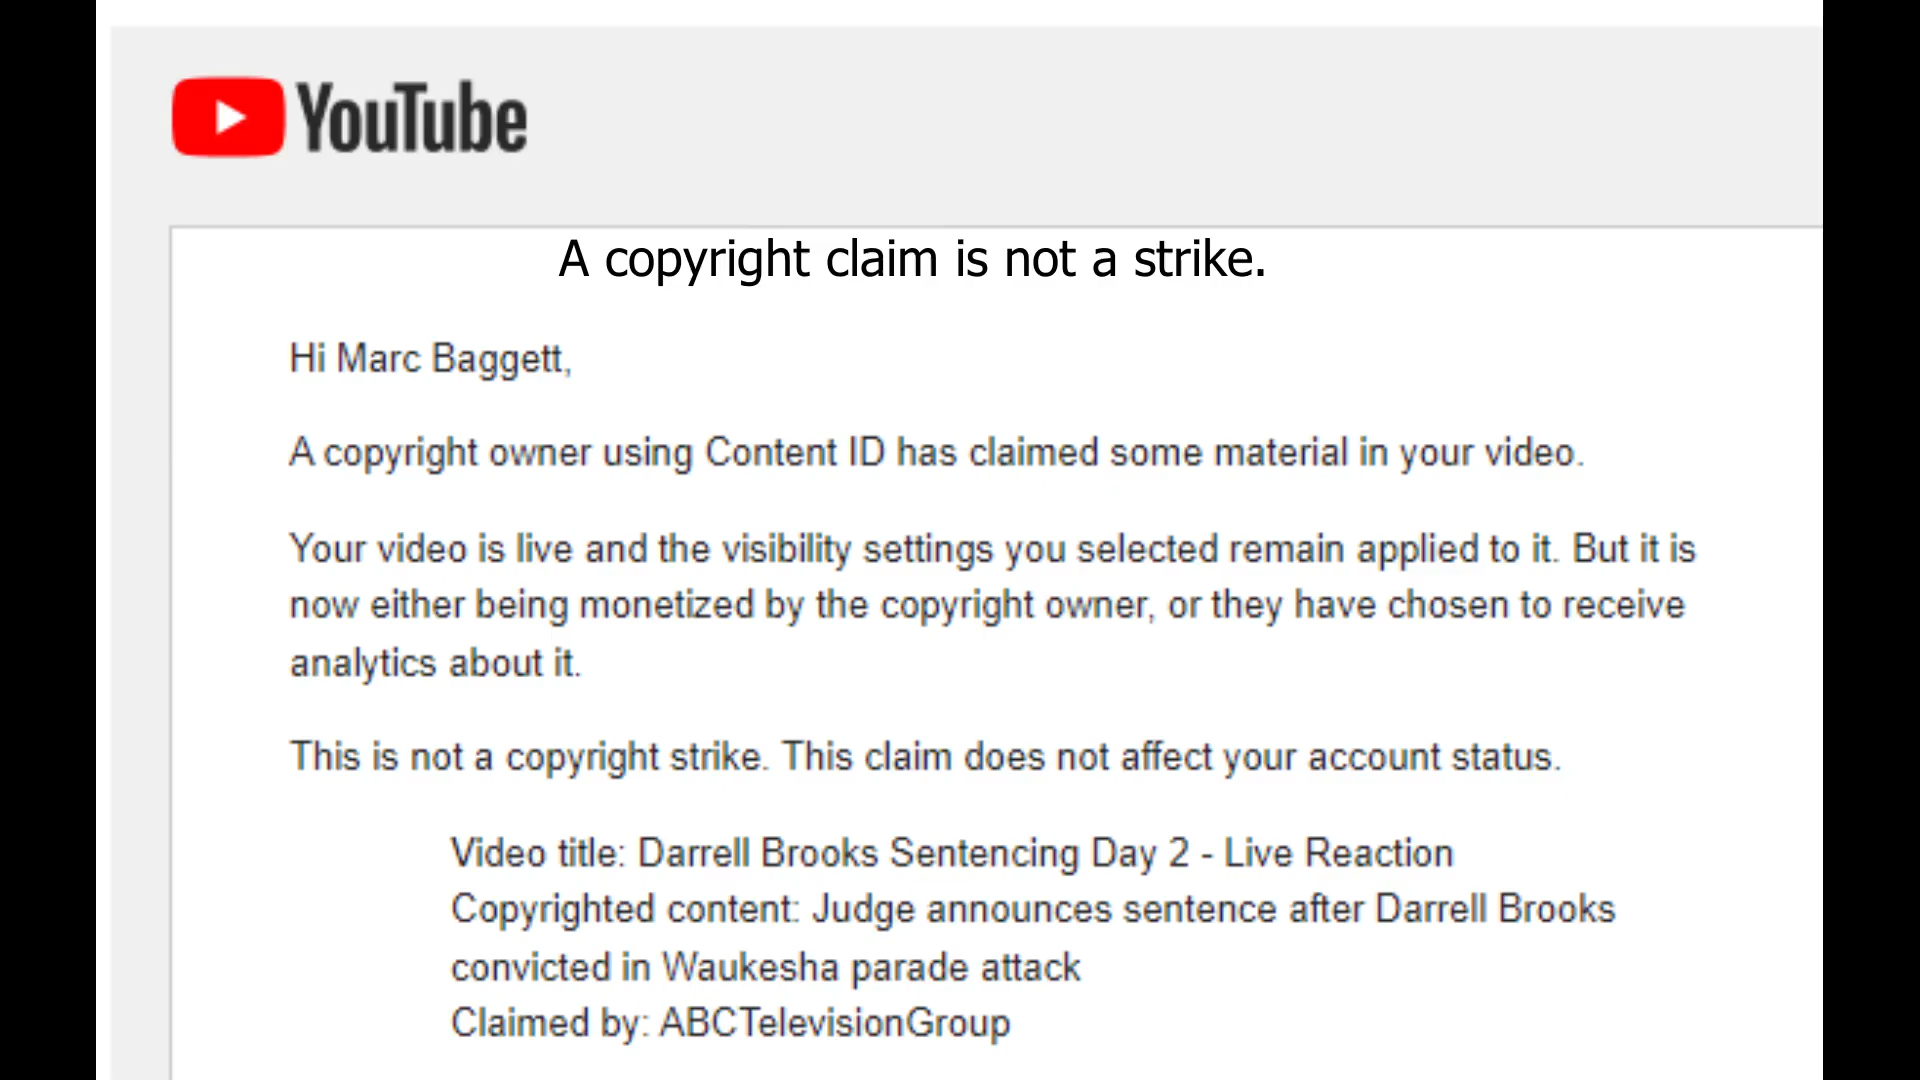 YouTube
A copyright claim is not a strike.
Hi Marc Baggett,
A copyright owner using Content ID has claimed some material in your video.
Your video is live and the visibility settings you selected remain applied to it. But it is
now either being monetized by the copyright owner, or they have chosen to receive
analytics about it.
This is not a copyright strike. This claim does not affect your account status.
Video title: Darrell Brooks Sentencing Day 2 - Live Reaction
Copyrighted content: Judge announces sentence after Darrell Brooks
convicted in Waukesha parade attack
Claimed by: ABCTelevisionGroup